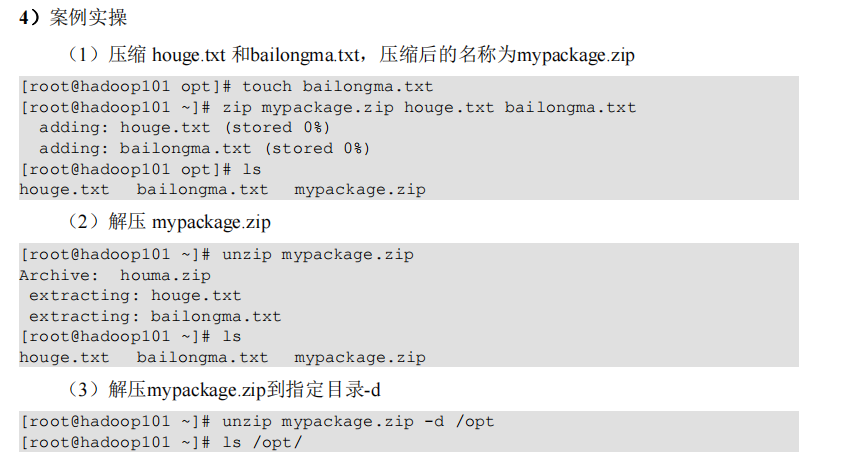 4）案例实操
（1）压缩 houge.txt 和bailongma.txt，压缩后的名称为mypackage.zip
[root@hadoop101 opt]# touch bailongma.txt
[root@hadoop101 ~]# zip mypackage.zip houge.txt bailongma.txt
  adding: houge.txt (stored 0%)
  adding: bailongma.txt (stored 0%)
[root@hadoop101 opt]# ls
houge.txt   bailongma.txt   mypackage.zip
（2）解压 mypackage.zip
[root@hadoop101 ~]# unzip mypackage.zip
Archive:  houma.zip
 extracting: houge.txt
 extracting: bailongma.txt
[root@hadoop101 ~]# ls
houge.txt   bailongma.txt   mypackage.zip
（3）解压mypackage.zip到指定目录-d
[root@hadoop101 ~]# unzip mypackage.zip -d /opt
[root@hadoop101 ~]# ls /opt/